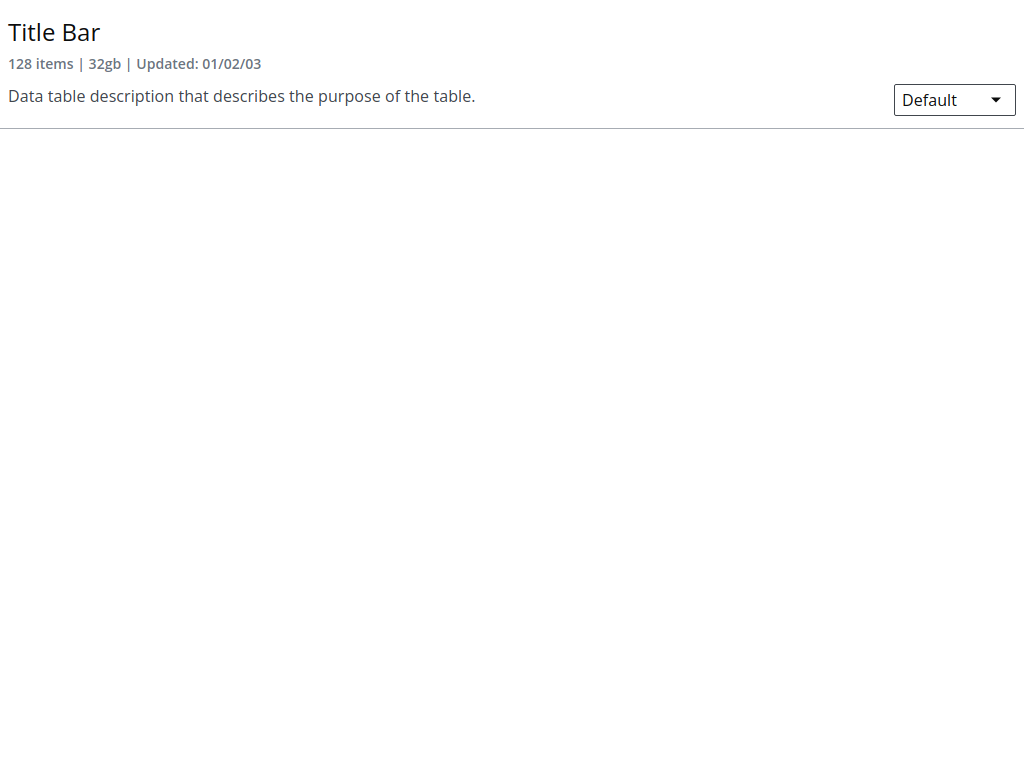 Title Bar
128 items | 32gb | Updated: 01/02/03
Data table description that describes the purpose of the table.
Default